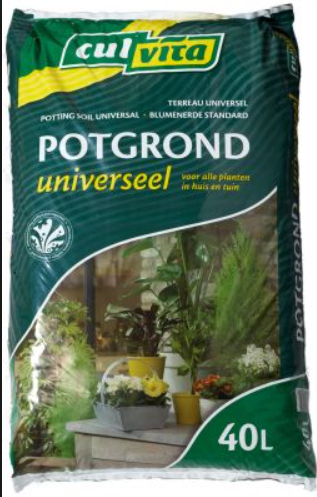 culvita
TERREAU UNIVERSEL
POTTING SOIL UNIVERSAL - BLUMENERDE STANDARD
POTGROND
universeel
voor alle planten
in huis en tuin
40L
POTGROND
40L